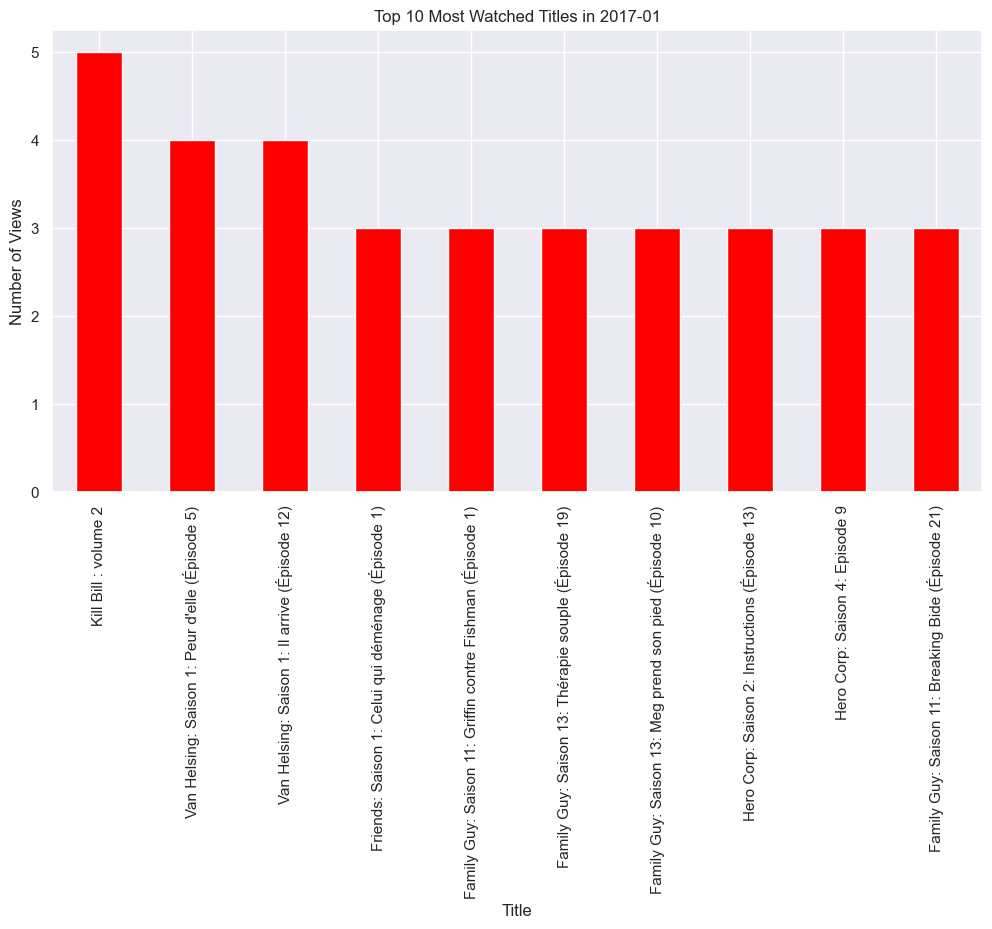 Top 10 Most Watched Titles in 2017-01
Number of Views
5
4
3
2
1
0
Kill Bill : volume 2
Van Helsing: Saison 1: Peur d'elle (Épisode 5)
Van Helsing: Saison 1: Il arrive (Épisode 12)
Friends: Saison 1: Celui qui déménage (Épisode 1)
Family Guy: Saison 11: Griffin contre Fishman (Épisode 1)
Family Guy: Saison 13: Thérapie souple (Épisode 19)
Family Guy: Saison 13: Meg prend son pied (Épisode 10)
Hero Corp: Saison 2: Instructions (Épisode 13)
Hero Corp: Saison 4: Episode 9
Family Guy: Saison 11: Breaking Bide (Épisode 21)
Title